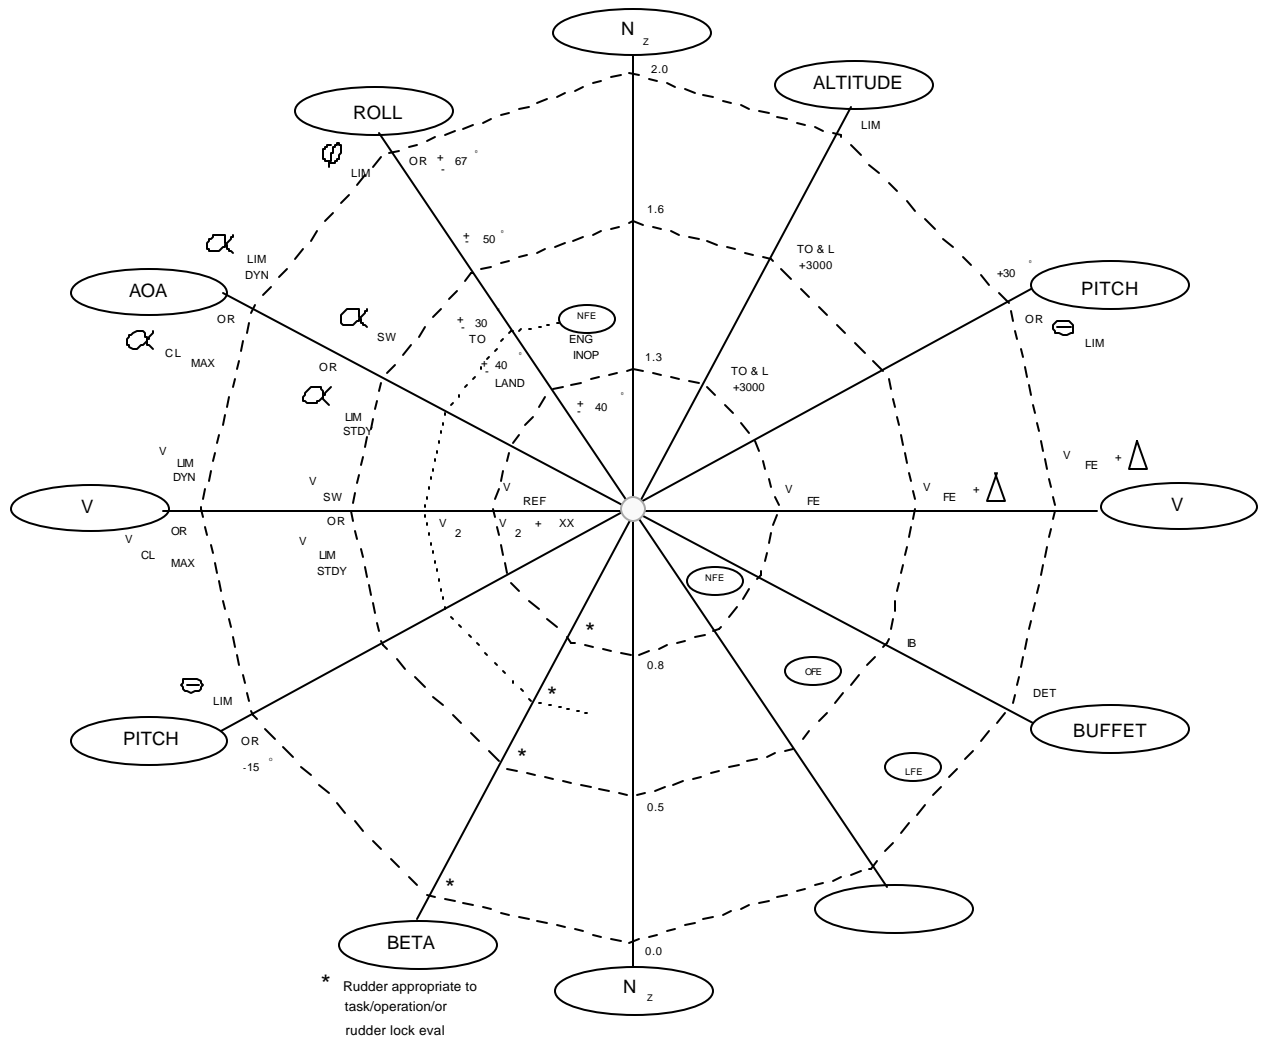 N Z
2.0
ALTITUDE
LIM
ROLL
φ LIM
OR ± 67 °
1.6
± 50 °
TO & L
+3000
α LIM
DYN
AOA
OR
α CL MAX
+30 °
PITCH
OR θ LIM
α SW
OR
α LIM
STDY
± 30 °
TO
± 40 °
LAND
NFE
ENG
INOP
1.3
TO & L
+3000
± 40 °
V LIM
DYN
V
OR
V CL MAX
V SW
OR
V LIM
STDY
V REF
V 2
V 2 + XX
V FE
V FE + Δ
V FE + Δ
V
NFE
*
0.8
IB
OFE
*
θ LIM
PITCH
OR
-15 °
DET
BUFFET
*
LFE
0.5
*
BETA
0.0
N Z
* Rudder appropriate to
task/operation/or
rudder lock eval